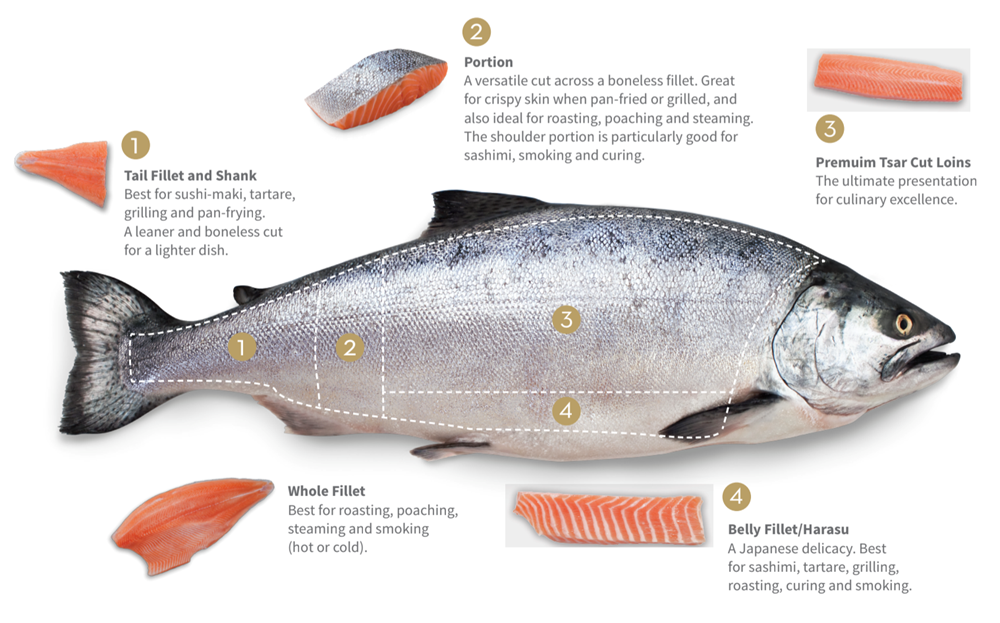 2
Portion
A versatile cut across a boneless fillet. Great
for crispy skin when pan-fried or grilled, and
also ideal for roasting, poaching and steaming.
The shoulder portion is particularly good for
sashimi, smoking and curing.
3
Premuim Tsar Cut Loins
The ultimate presentation
for culinary excellence.
1
Tail Fillet and Shank
Best for sushi-maki, tartare,
grilling and pan-frying.
A leaner and boneless cut
for a lighter dish.
1
2
3
4
Whole Fillet
Best for roasting, poaching,
steaming and smoking
(hot or cold).
4
Belly Fillet/Harasu
A Japanese delicacy. Best
for sashimi, tartare, grilling,
roasting, curing and smoking.